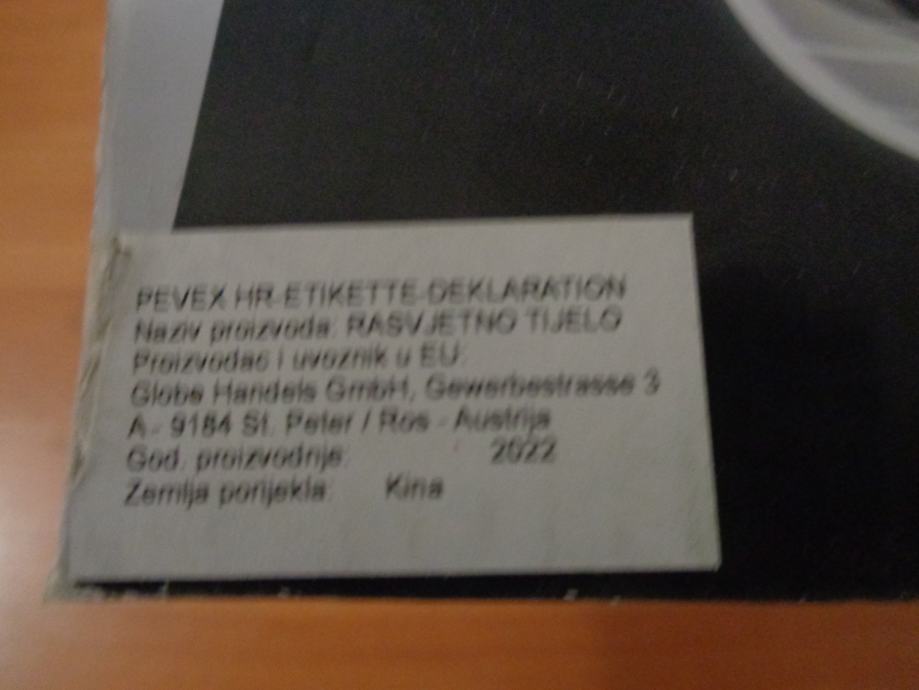 PEVEX HR-ETIKETTE-DEKLARATION
Naziv proizvoda: RASVJETNO TIJELO
Proizvodac i uvoznik u EU:
Globe Handels GmbH, Gewerbestrasse 3
A - 9184 St. Peter / Ros - Austrija
God. proizvodnje: 2022
Zemlja porijekla: Kina